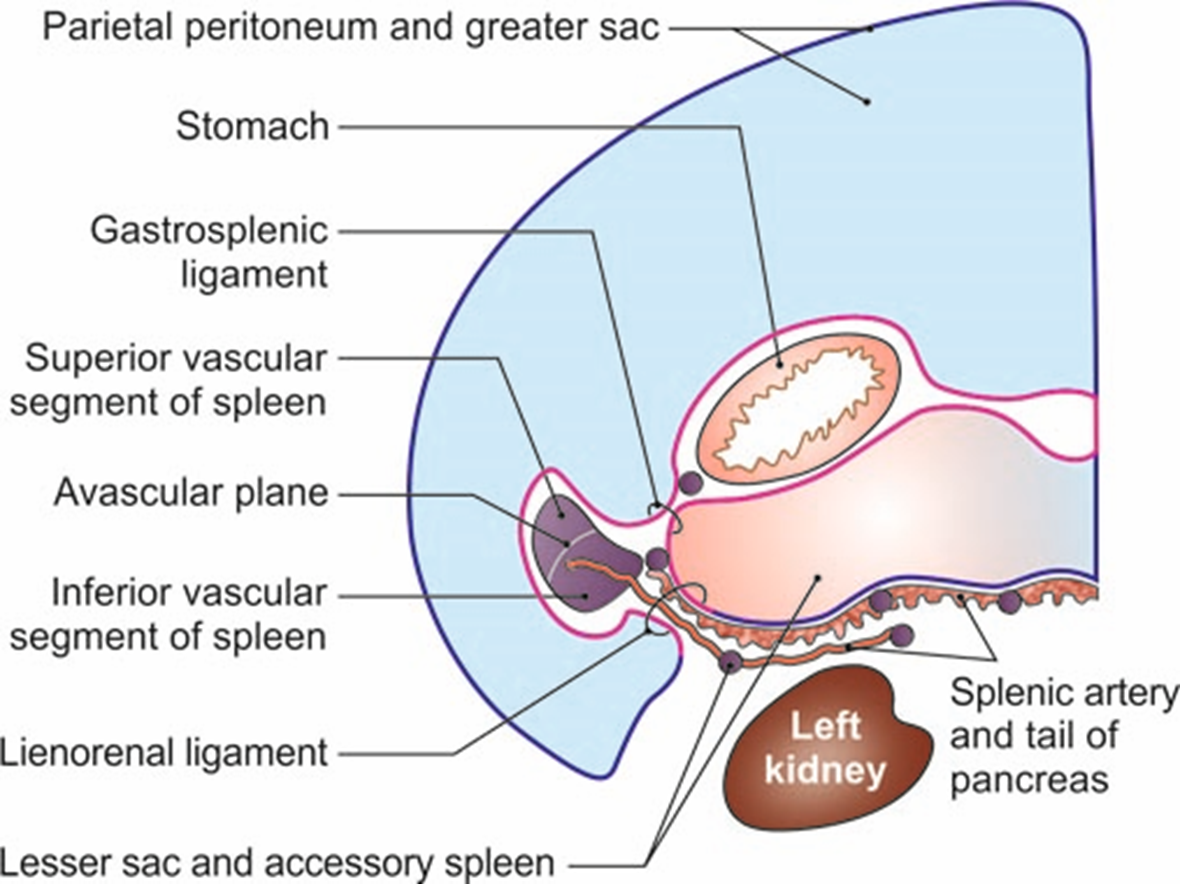 Parietal peritoneum and greater sac
Stomach
Gastrosplenic
ligament
Superior vascular
segment of spleen
Avascular plane
Inferior vascular
segment of spleen
Lienorenal ligament
Lesser sac and accessory spleen
Left
kidney
Splenic artery
and tail of
pancreas